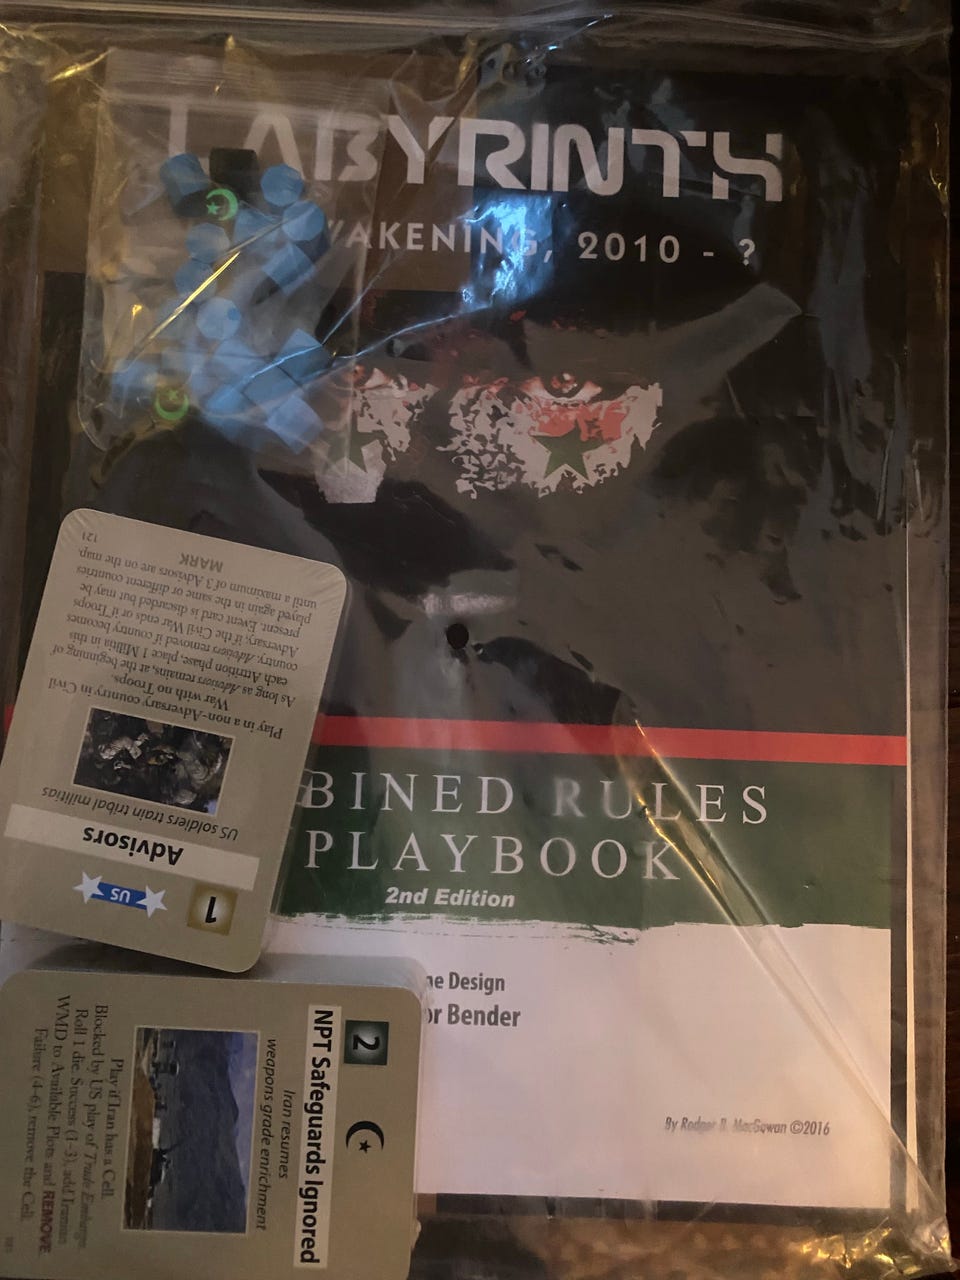 LABYRINTH
WAKENING, 2010 - ?
BINED RULES
PLAYBOOK
2nd Edition
ne Design
or Bender
By Rodger B. MacGowan ©2016
1
US
Advisors
US soldiers train tribal militias
Play in a non-Adversary country in Civil
War with no Troops.
As long as Advisors remains, at the beginning of
each Attrition phase, place 1 Militia in this
country. Advisors removed if country becomes
Adversary, if the Civil War ends or if Troops
present. Event card is discarded but may be
played again in the same or different countries
until a maximum of 3 Advisors are on the map.
MARK
121
2
NPT Safeguards Ignored
Iran resumes
weapons grade enrichment
Play if Iran has a Cell.
Blocked by US play of Trade Embargo.
Roll 1 die. Success (1-3), add Iranian
WMD to Available Plots and REMOVE
Failure (4-6), remove the Cell.